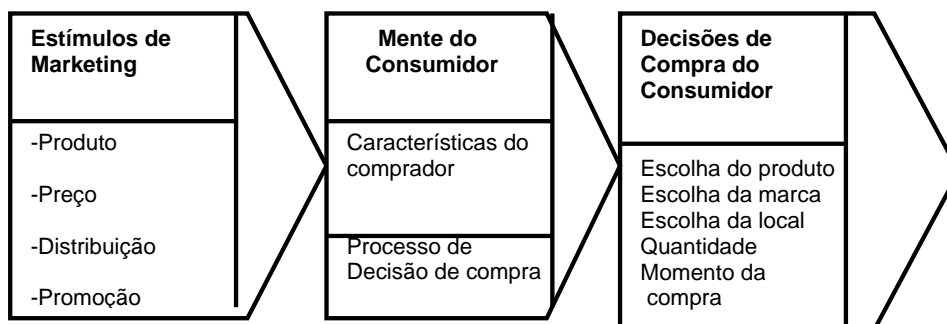 Estímulos de
Marketing
-Produto
-Preço
-Distribuição
-Promoção
Mente do
Consumidor
Características do
comprador
Processo de
Decisão de compra
Decisões de
Compra do
Consumidor
Escolha do produto
Escolha da marca
Escolha da local
Quantidade
Momento da
compra